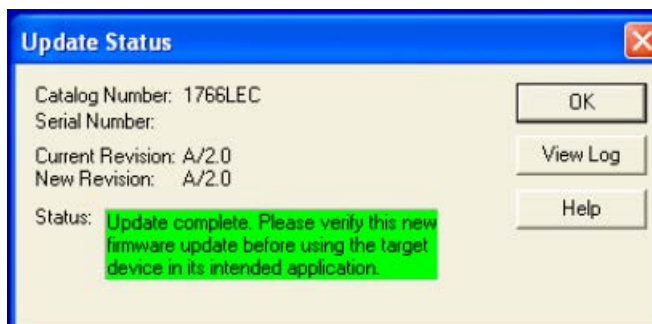 Update Status
Catalog Number: 1766LEC
Serial Number:
Current Revision: A/2.0
New Revision: A/2.0
Status: Update complete. Please verify this new
firmware update before using the target
device in its intended application.
OK
View Log
Help